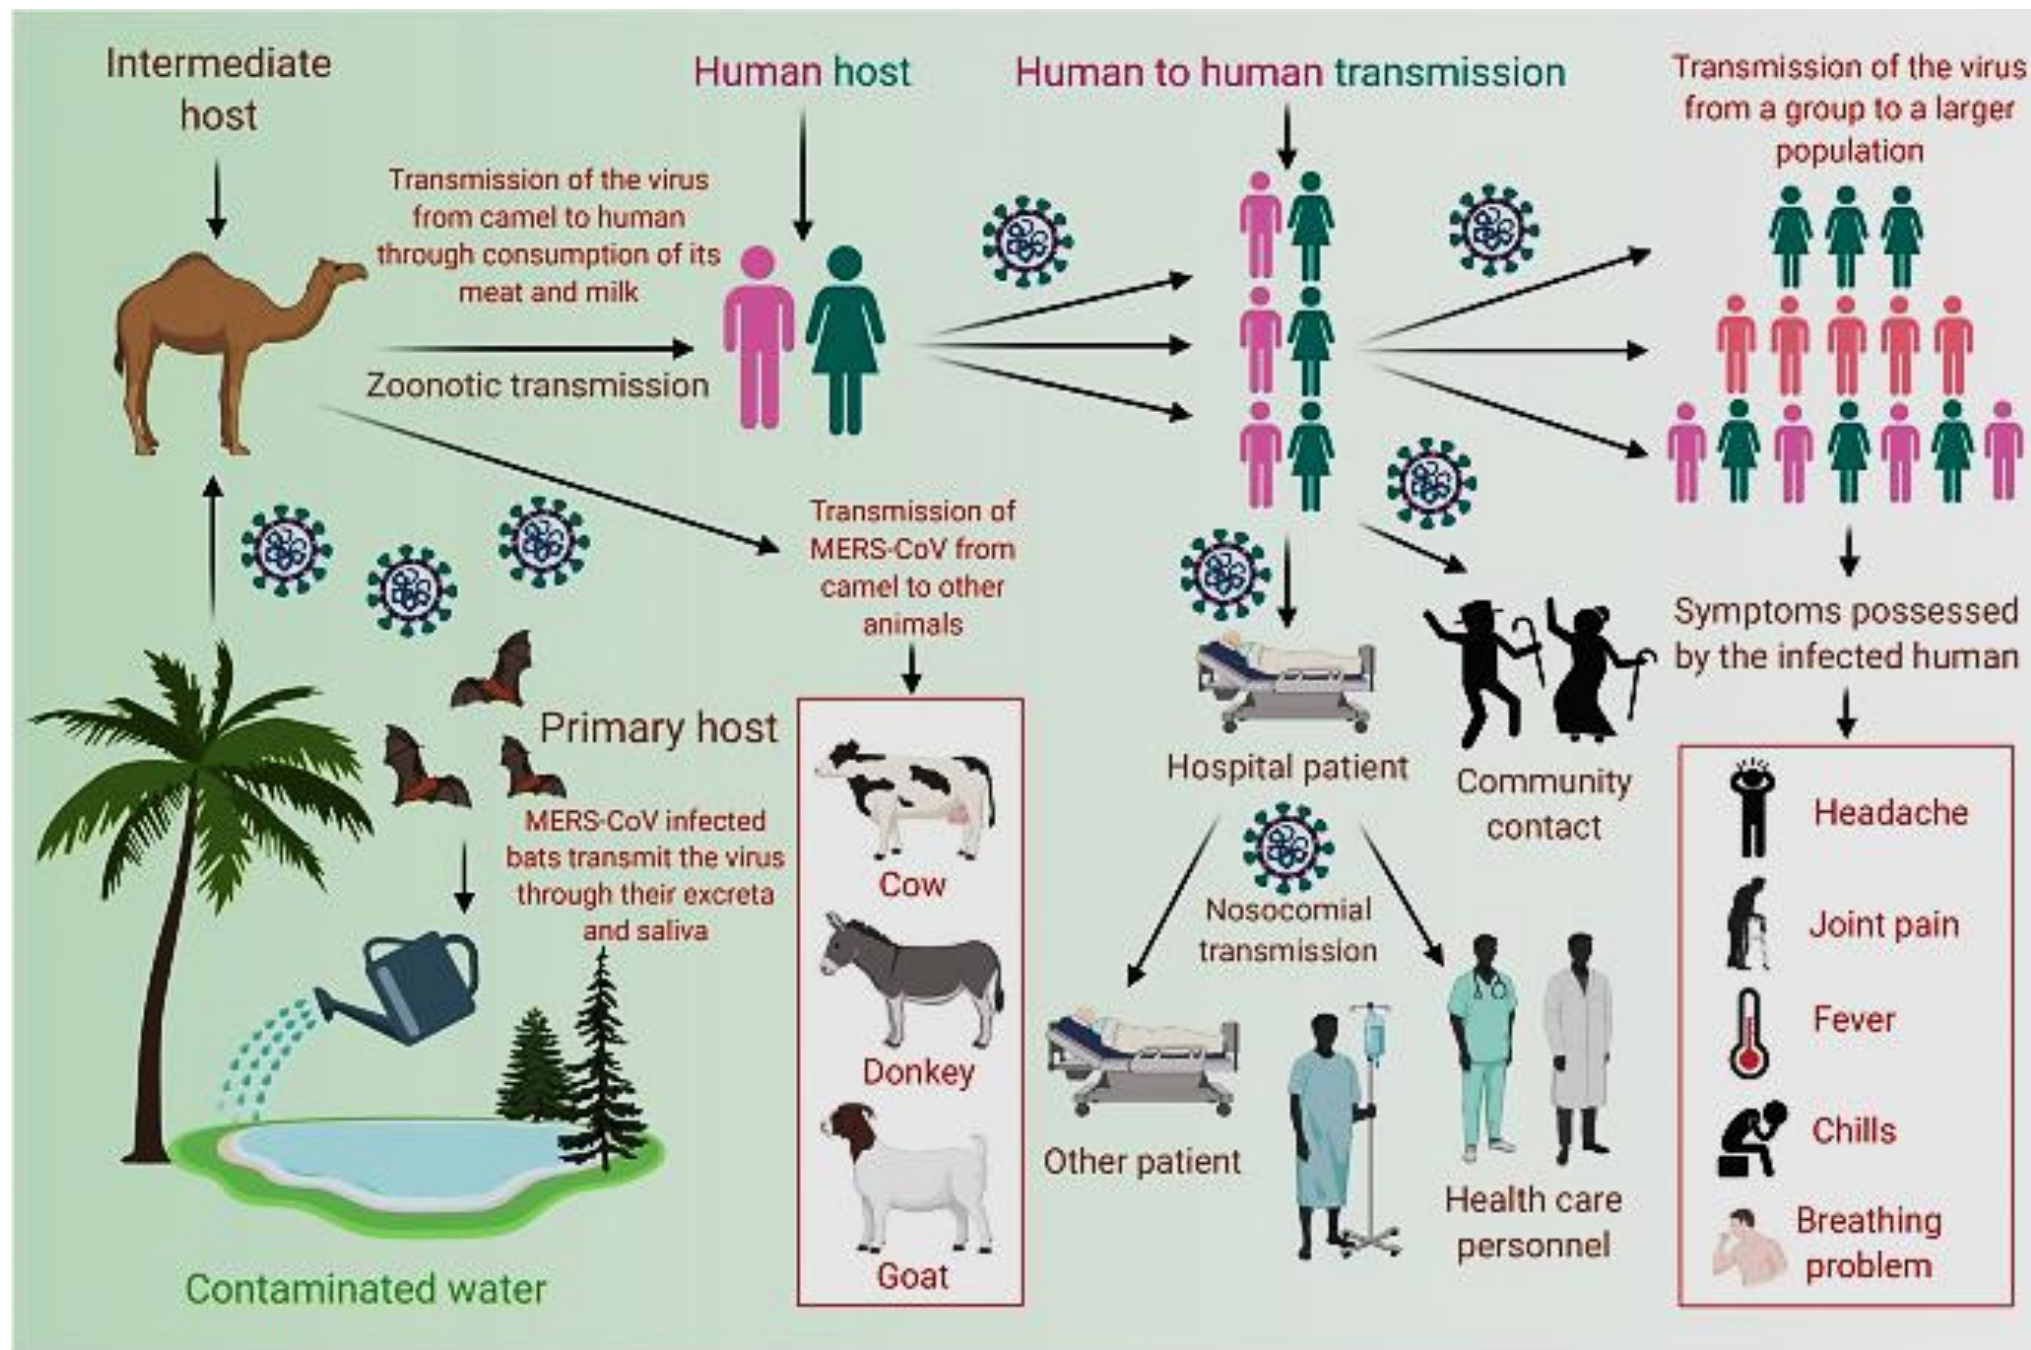 Intermediate
host
Human host
Human to human transmission
Transmission of the virus
from a group to a larger
population
Transmission of the virus
from camel to human
through consumption of its
meat and milk
Zoonotic transmission
Transmission of
MERS-CoV from
camel to other
animals
Symptoms possessed
by the infected human
Primary host
MERS-CoV infected
bats transmit the virus
through their excreta
and saliva
Contaminated water
Cow
Donkey
Goat
Hospital patient
Community
contact
Nosocomial
transmission
Other patient
Health care
personnel
Headache
Joint pain
Fever
Chills
Breathing
problem